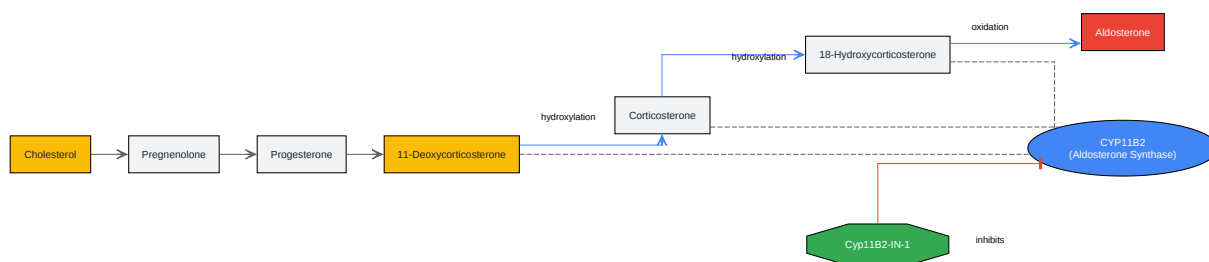 oxidation
Aldosterone
hydroxylation
18-Hydroxycorticosterone
hydroxylation
Corticosterone
Cholesterol
Pregnenolone
Progesterone
11-Deoxycorticosterone
CYP11B2
(Aldosterone Synthase)
Cyp11B2-IN-1
inhibits